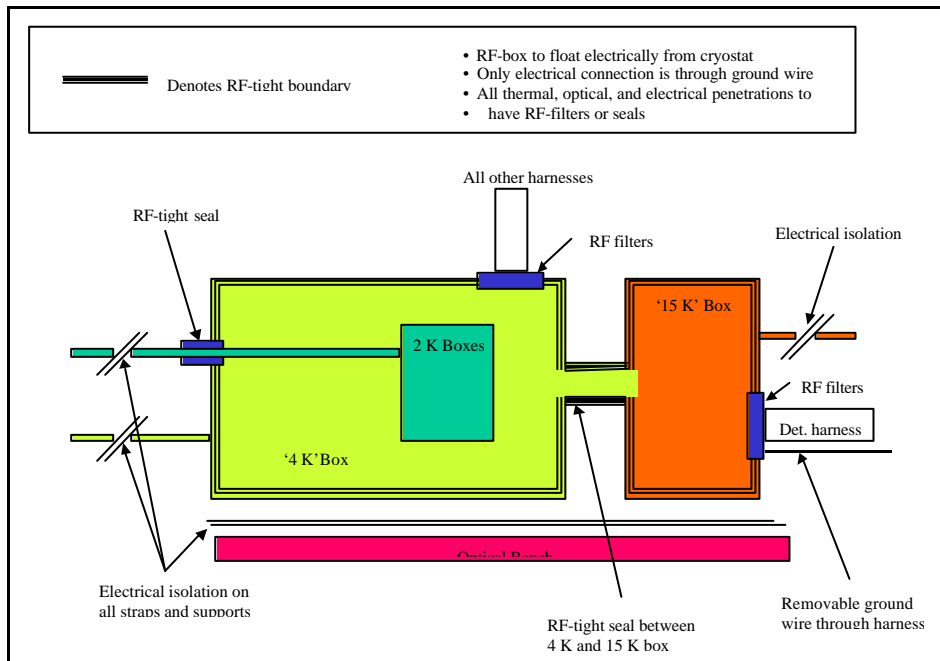 Denotes RF-tight boundary
• RF-box to float electrically from cryostat
• Only electrical connection is through ground wire
• All thermal, optical, and electrical penetrations to
• have RF-filters or seals
All other harnesses
RF-tight seal
RF filters
Electrical isolation
‘15 K’ Box
2 K Boxes
RF filters
Det. harness
‘4 K’ Box
Optical Bench
Electrical isolation on
all straps and supports
RF-tight seal between
4 K and 15 K box
Removable ground
wire through harness